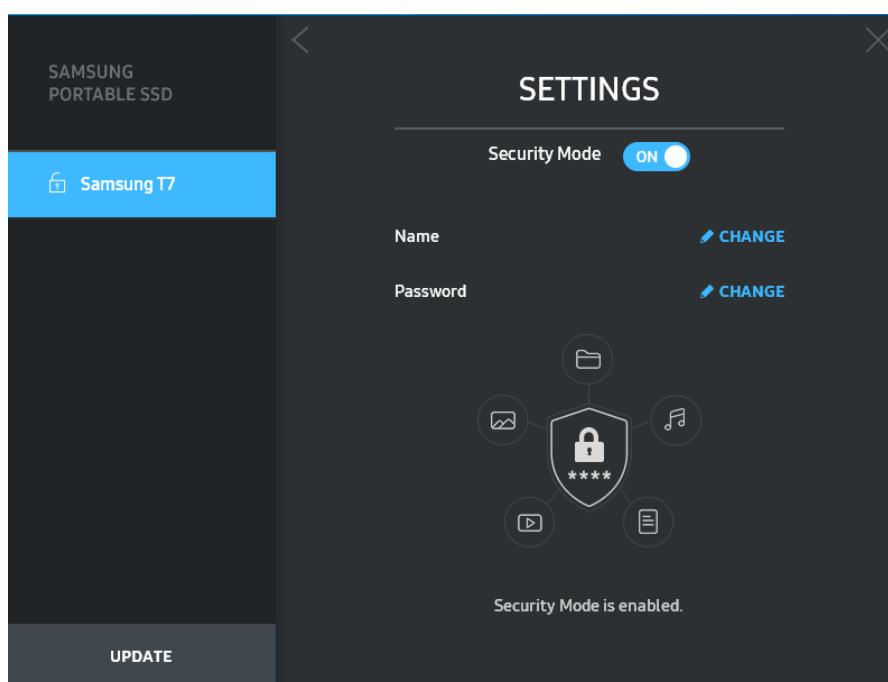 SAMSUNG
PORTABLE SSD
Samsung T7
UPDATE
SETTINGS
Security Mode ON
Name CHANGE
Password CHANGE
****
Security Mode is enabled.